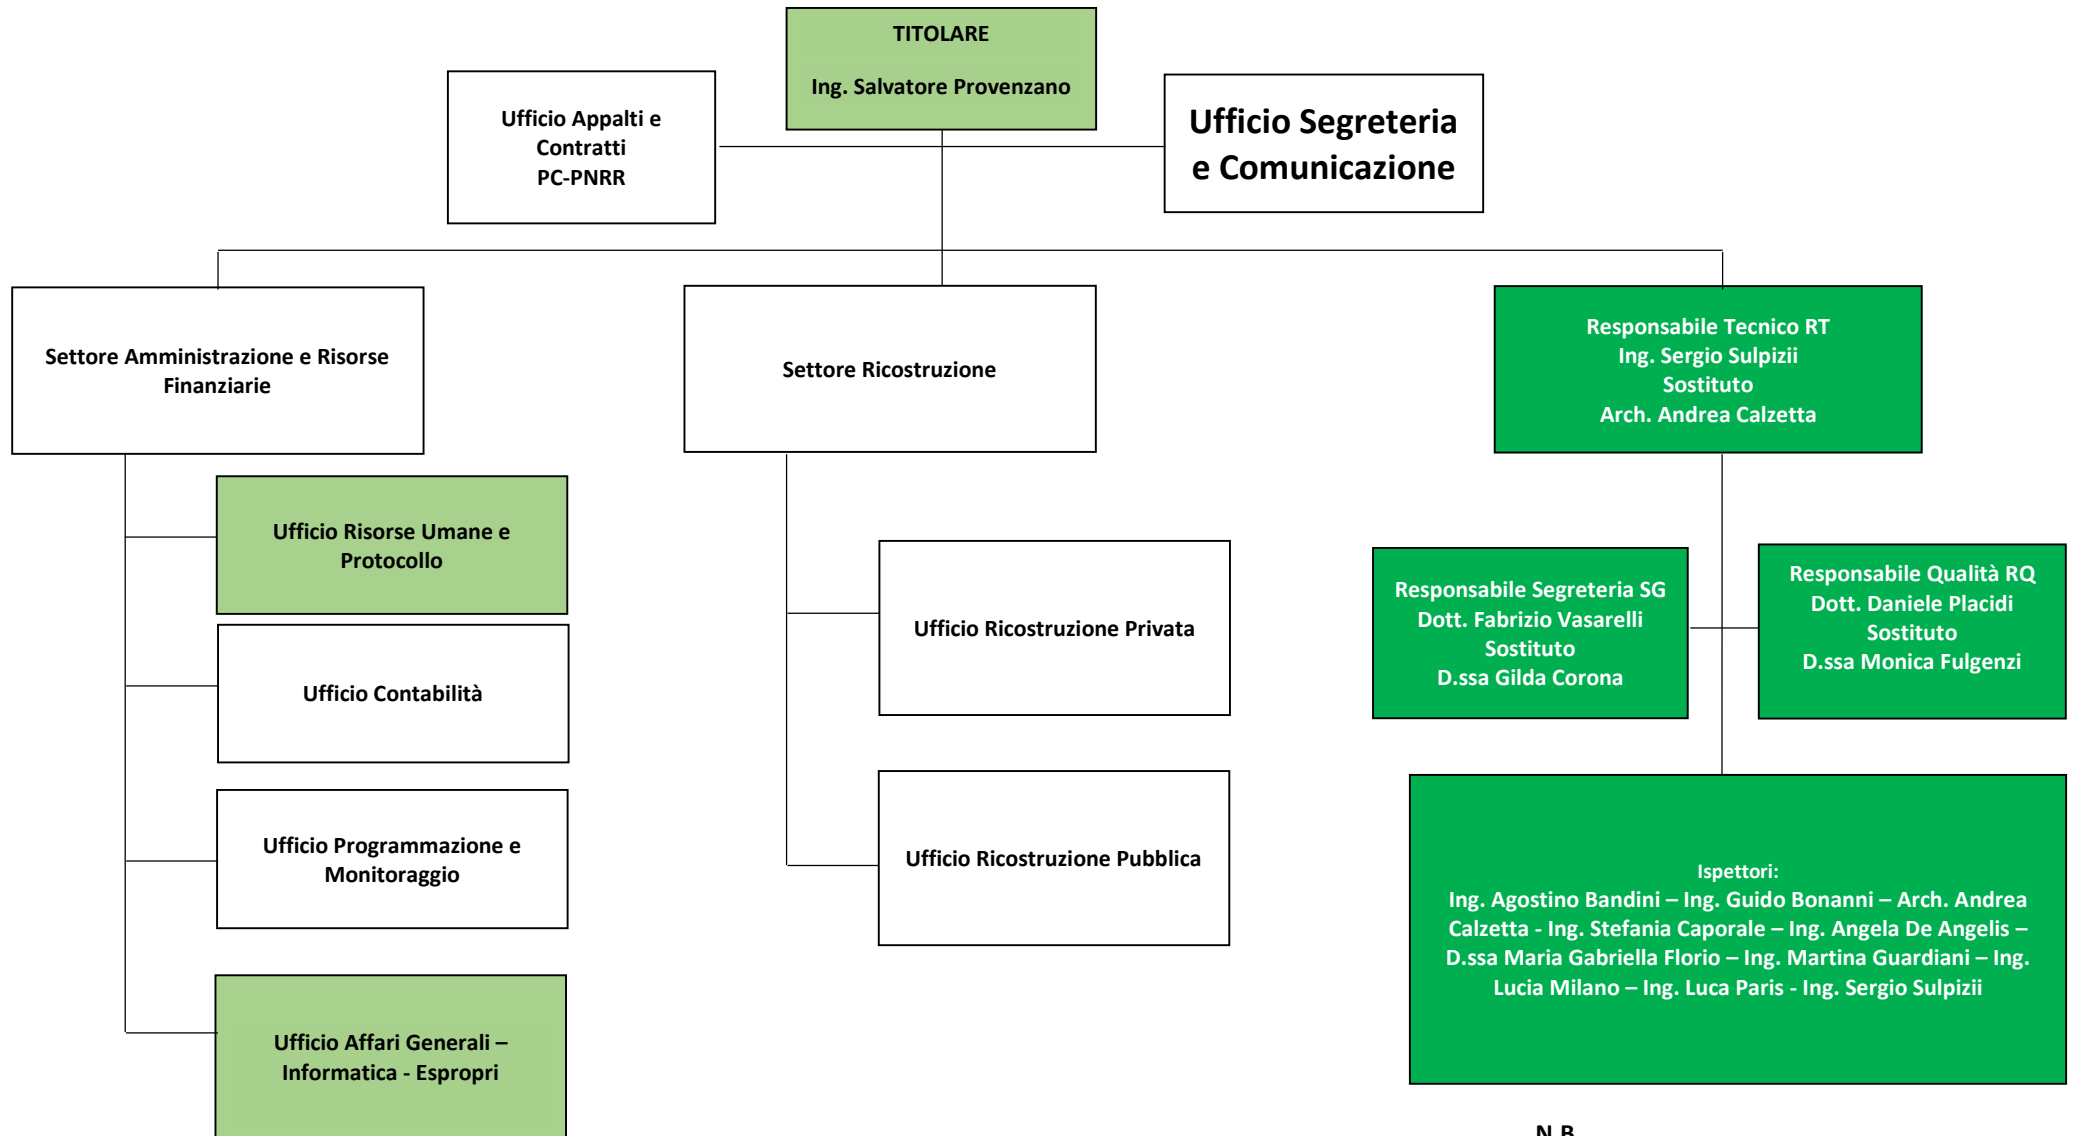 TITOLARE
Ing. Salvatore Provenzano
Ufficio Appalti e
Contratti
PC-PNRR
Ufficio Segreteria
e Comunicazione
Settore Amministrazione e Risorse
Finanziarie
Settore Ricostruzione
Responsabile Tecnico RT
Ing. Sergio Sulpizii
Sostituto
Arch. Andrea Calzetta
Ufficio Risorse Umane e
Protocollo
Ufficio Contabilità
Ufficio Programmazione e
Monitoraggio
Ufficio Affari Generali –
Informatica - Espropri
Ufficio Ricostruzione Privata
Ufficio Ricostruzione Pubblica
Responsabile Segreteria SG
Dott. Fabrizio Vasarelli
Sostituto
D.ssa Gilda Corona
Responsabile Qualità RQ
Dott. Daniele Placidi
Sostituto
D.ssa Monica Fulgenzi
Ispettori:
Ing. Agostino Bandini – Ing. Guido Bonanni – Arch. Andrea
Calzetta - Ing. Stefania Caporale – Ing. Angela De Angelis –
D.ssa Maria Gabriella Florio – Ing. Martina Guardiani – Ing.
Lucia Milano – Ing. Luca Paris - Ing. Sergio Sulpizii
N.B.